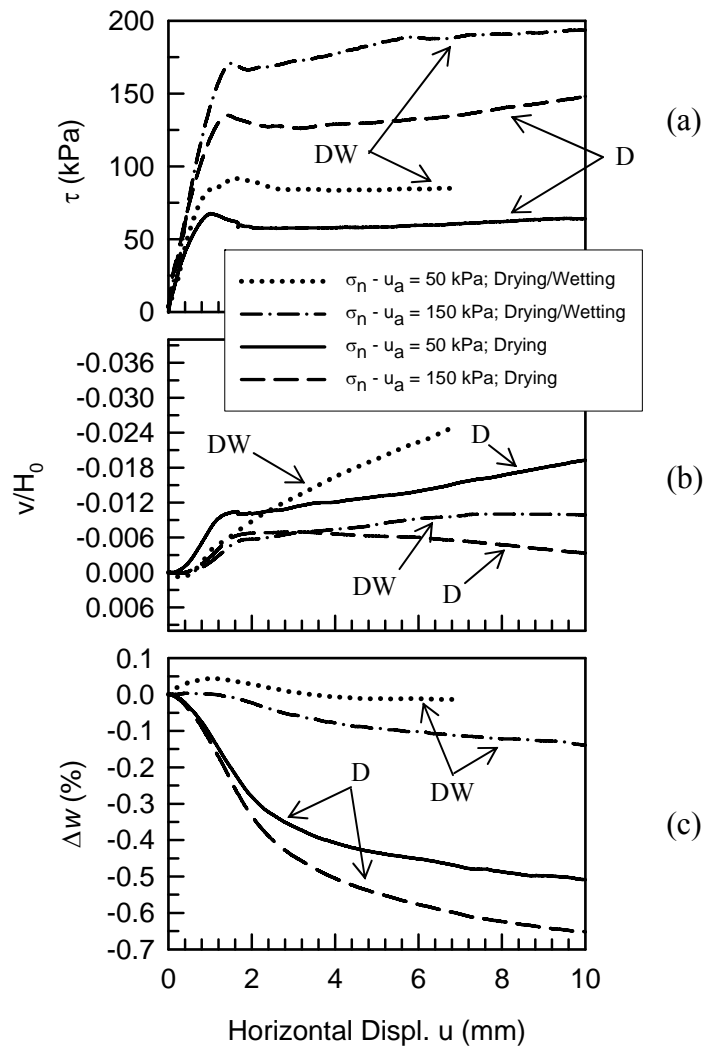 200
150
100
50
0
τ (kPa)
DW
D
(a)
σn - ua = 50 kPa; Drying/Wetting
σn - ua = 150 kPa; Drying/Wetting
σn - ua = 50 kPa; Drying
σn - ua = 150 kPa; Drying
-0.036
-0.030
-0.024
-0.018
-0.012
-0.006
0.000
0.006
v/H0
DW
D
DW
D
(b)
0.1
0.0
-0.1
-0.2
-0.3
-0.4
-0.5
-0.6
-0.7
Δw (%)
D
DW
(c)
0 2 4 6 8 10
Horizontal Displ. u (mm)